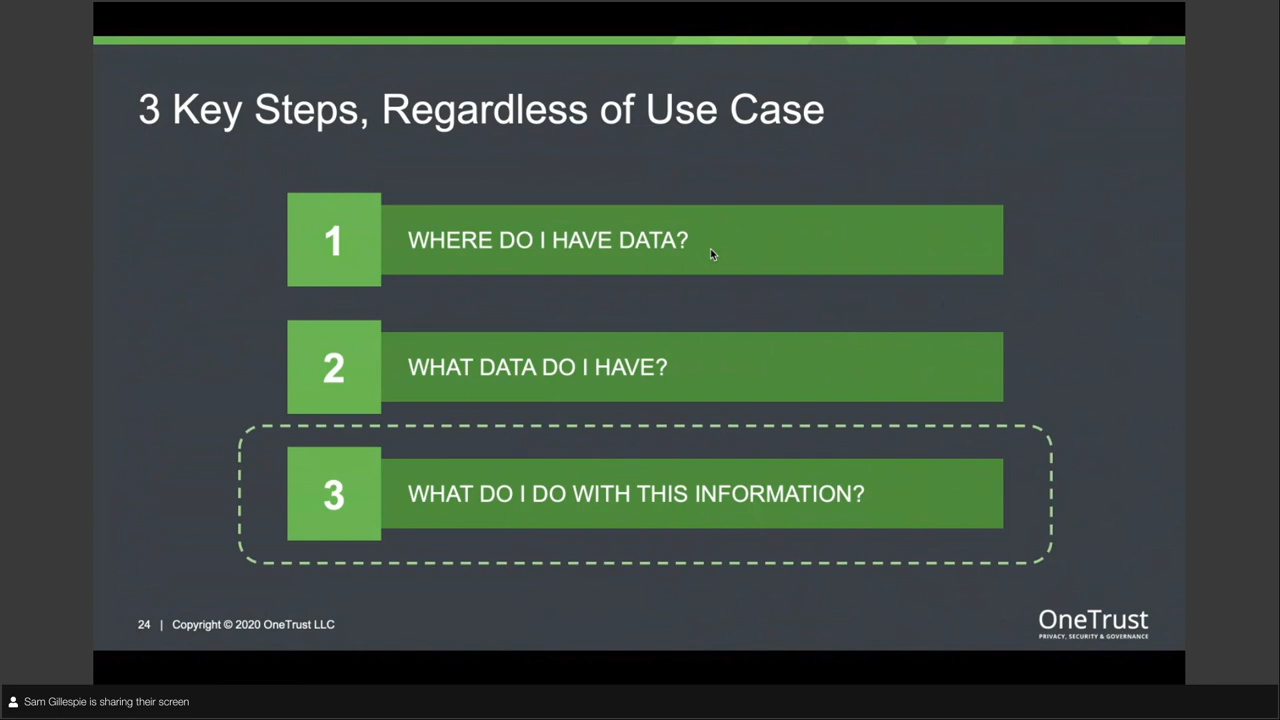 3 Key Steps, Regardless of Use Case
1
WHERE DO I HAVE DATA?
2
WHAT DATA DO I HAVE?
3
WHAT DO I DO WITH THIS INFORMATION?
24 | Copyright © 2020 OneTrust LLC
OneTrust
PRIVACY, SECURITY & GOVERNANCE
Sam Gillespie is sharing their screen